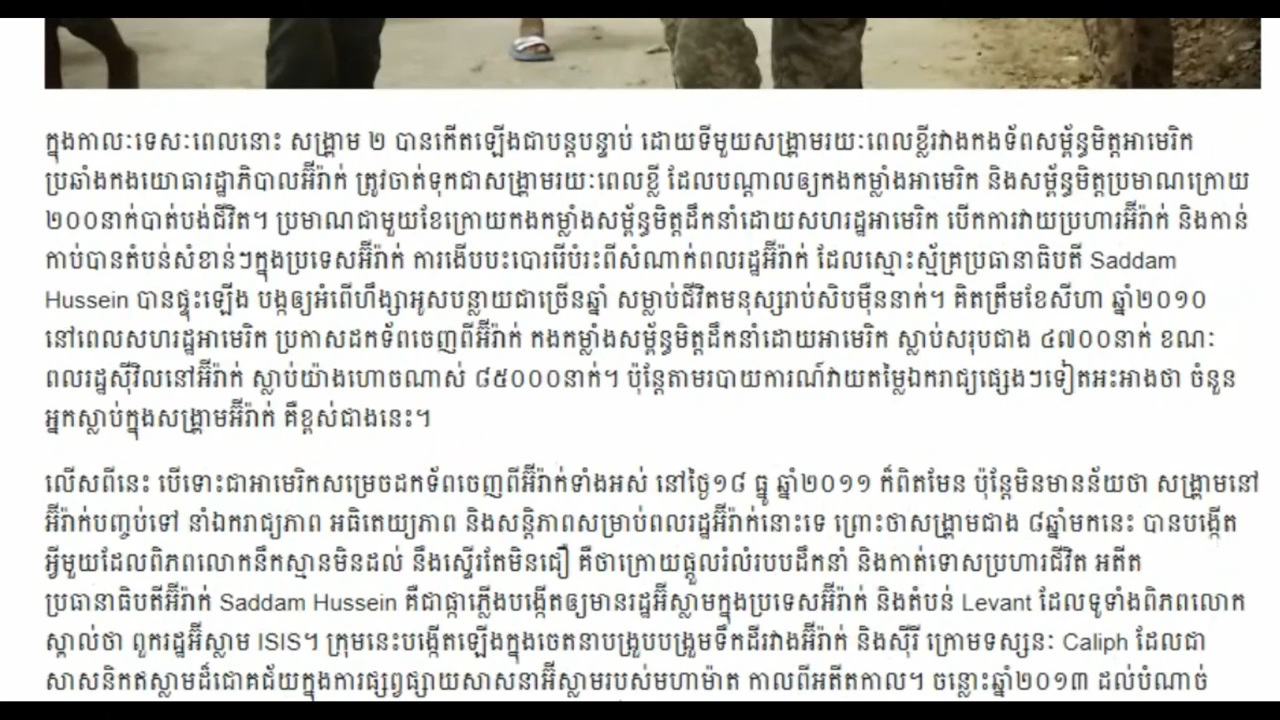 ក្នុងកាលៈទេសៈពេលនោះ សង្គ្រាម ២ បានកើតឡើងជាបន្តបន្ទាប់ ដោយទីមួយសង្គ្រាមរយៈពេលខ្លីរវាងកងទ័ពសម្ព័ន្ធមិត្តអាមេរិក
ប្រឆាំងកងយោធារដ្ឋាភិបាលអ៊ីរ៉ាក់ ត្រូវចាត់ទុកជាសង្គ្រាមរយៈពេលខ្លី ដែលបណ្តាលឲ្យកងកម្លាំងអាមេរិក និងសម្ព័ន្ធមិត្តប្រមាណក្រោយ
២០០នាក់បាត់បង់ជីវិត។ ប្រមាណជាមួយខែក្រោយកងកម្លាំងសម្ព័ន្ធមិត្តដឹកនាំដោយសហរដ្ឋអាមេរិក បើកការវាយប្រហារអ៊ីរ៉ាក់ និងកាន់
កាប់បានតំបន់សំខាន់ៗក្នុងប្រទេសអ៊ីរ៉ាក់ ការងើបបះបោររើបំរះពីសំណាក់ពលរដ្ឋអ៊ីរ៉ាក់ ដែលស្មោះស្ម័គ្រប្រធានាធិបតី Saddam
Hussein បានផ្ទុះឡើង បង្កឲ្យអំពើហឹង្សាអូសបន្លាយជាច្រើនឆ្នាំ សម្លាប់ជីវិតមនុស្សរាប់សិបម៉ឺននាក់។ គិតត្រឹមខែសីហា ឆ្នាំ២០១០
នៅពេលសហរដ្ឋអាមេរិក ប្រកាសដកទ័ពចេញពីអ៊ីរ៉ាក់ កងកម្លាំងសម្ព័ន្ធមិត្តដឹកនាំដោយអាមេរិក ស្លាប់សរុបជាង ៤៧០០នាក់ ខណៈ
ពលរដ្ឋស៊ីវិលនៅអ៊ីរ៉ាក់ ស្លាប់យ៉ាងហោចណាស់ ៨៥០០០នាក់។ ប៉ុន្តែតាមរបាយការណ៍វាយតម្លៃឯករាជ្យផ្សេងៗទៀតអះអាងថា ចំនួន
អ្នកស្លាប់ក្នុងសង្គ្រាមអ៊ីរ៉ាក់ គឺខ្ពស់ជាងនេះ។
លើសពីនេះ បើទោះជាអាមេរិកសម្រេចដកទ័ពចេញពីអ៊ីរ៉ាក់ទាំងអស់ នៅថ្ងៃ១៨ ធ្នូ ឆ្នាំ២០១១ ក៏ពិតមែន ប៉ុន្តែមិនមានន័យថា សង្គ្រាមនៅ
អ៊ីរ៉ាក់បញ្ចប់ទៅ នាំឯករាជ្យភាព អធិតេយ្យភាព និងសន្តិភាពសម្រាប់ពលរដ្ឋអ៊ីរ៉ាក់នោះទេ ព្រោះថាសង្គ្រាមជាង ៨ឆ្នាំមកនេះ បានបង្កើត
អ្វីមួយដែលពិភពលោកនឹកស្មានមិនដល់ នឹងស្ទើរតែមិនជឿ គឺថាក្រោយផ្តួលរំលំរបបដឹកនាំ និងកាត់ទោសប្រហារជីវិត អតីត
ប្រធានាធិបតីអ៊ីរ៉ាក់ Saddam Hussein គឺជាផ្កាភ្លើងបង្កើតឲ្យមានរដ្ឋអ៊ីស្លាមក្នុងប្រទេសអ៊ីរ៉ាក់ និងតំបន់ Levant ដែលទូទាំងពិភពលោក
ស្គាល់ថា ពួករដ្ឋអ៊ីស្លាម ISIS។ ក្រុមនេះបង្កើតឡើងក្នុងចេតនាបង្រួបបង្រួមទឹកដីរវាងអ៊ីរ៉ាក់ និងស៊ីរី ក្រោមទស្សនៈ Caliph ដែលជា
សាសនិកឥស្លាមដ៏ជោគជ័យក្នុងការផ្សព្វផ្សាយសាសនាអ៊ីស្លាមរបស់មហាម៉ាត កាលពីអតីតកាល។ ចន្លោះឆ្នាំ២០១៣ ដល់បំណាច់